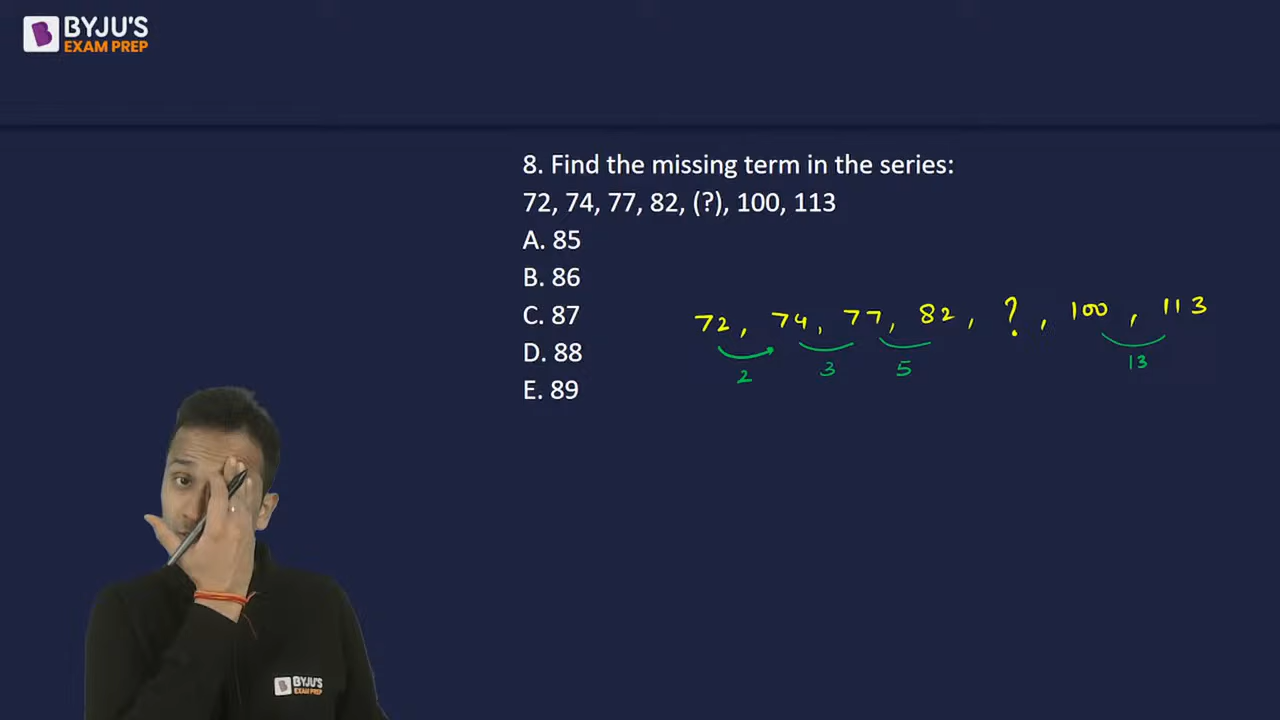 BYJU'S
EXAM PREP
8. Find the missing term in the series:
72, 74, 77, 82, (?), 100, 113
A. 85
B. 86
C. 87
D. 88
E. 89
72, 74, 77, 82, ?, 100, 113
2 3 5 13
BYJU'S
EXAM PREP